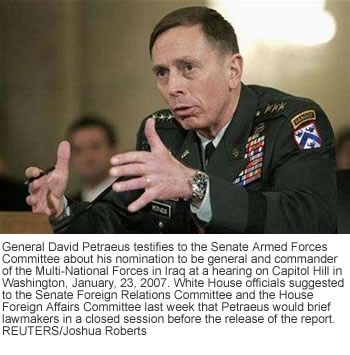 RANGER
General David Petraeus testifies to the Senate Armed Forces
Committee about his nomination to be general and commander
of the Multi-National Forces in Iraq at a hearing on Capitol Hill in
Washington, January, 23, 2007. White House officials suggested
to the Senate Foreign Relations Committee and the House
Foreign Affairs Committee last week that Petraeus would brief
lawmakers in a closed session before the release of the report.
REUTERS/Joshua Roberts